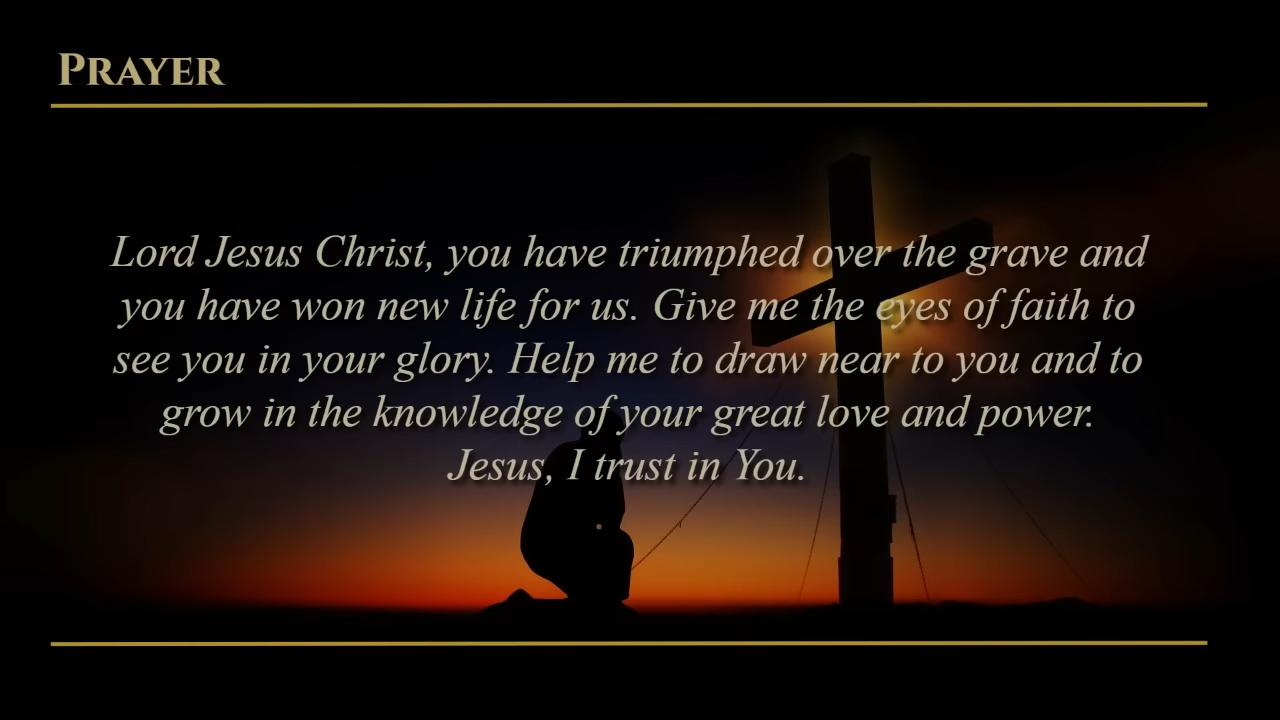 PRAYER
Lord Jesus Christ, you have triumphed over the grave and
you have won new life for us. Give me the eyes of faith to
see you in your glory. Help me to draw near to you and to
grow in the knowledge of your great love and power.
Jesus, I trust in You.